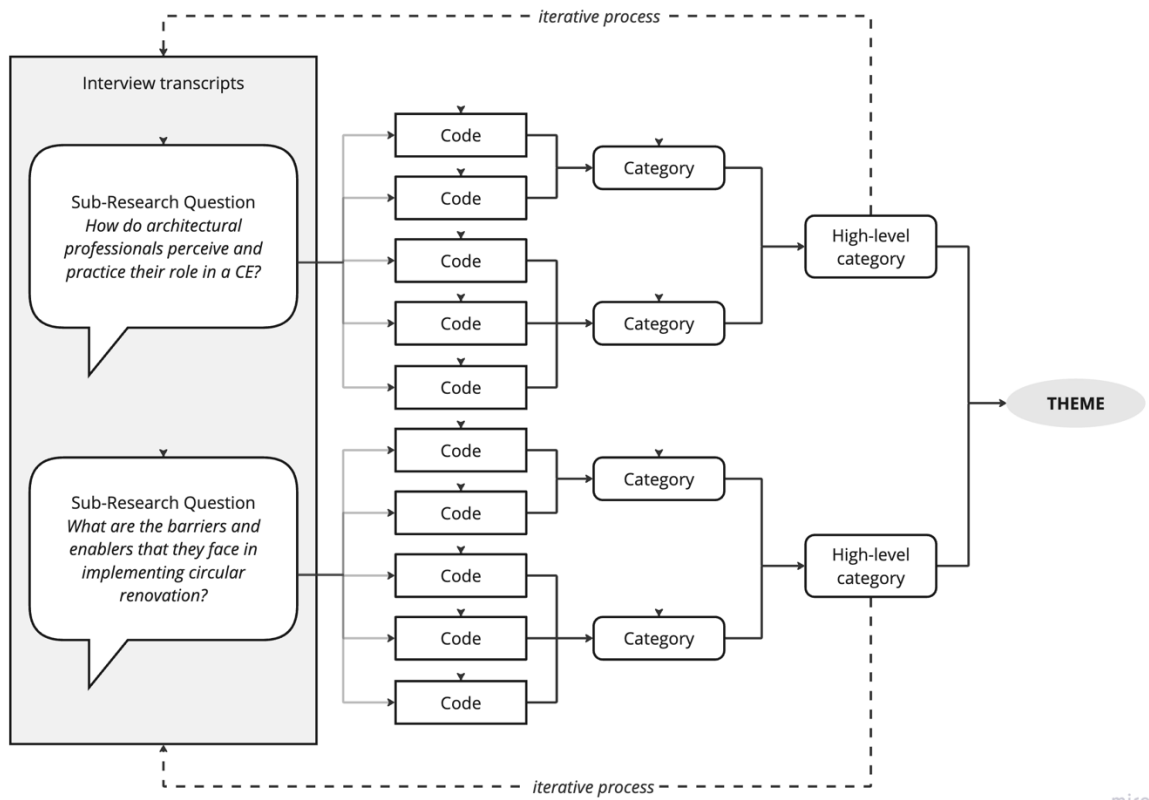 iterative process
Interview transcripts
Sub-Research Question
How do architectural
professionals perceive and
practice their role in a CE?
Code
Code
Code
Code
Code
Category
Category
High-level
category
THEME
Sub-Research Question
What are the barriers and
enablers that they face in
implementing circular
renovation?
Code
Code
Code
Code
Code
Category
Category
High-level
category
iterative process